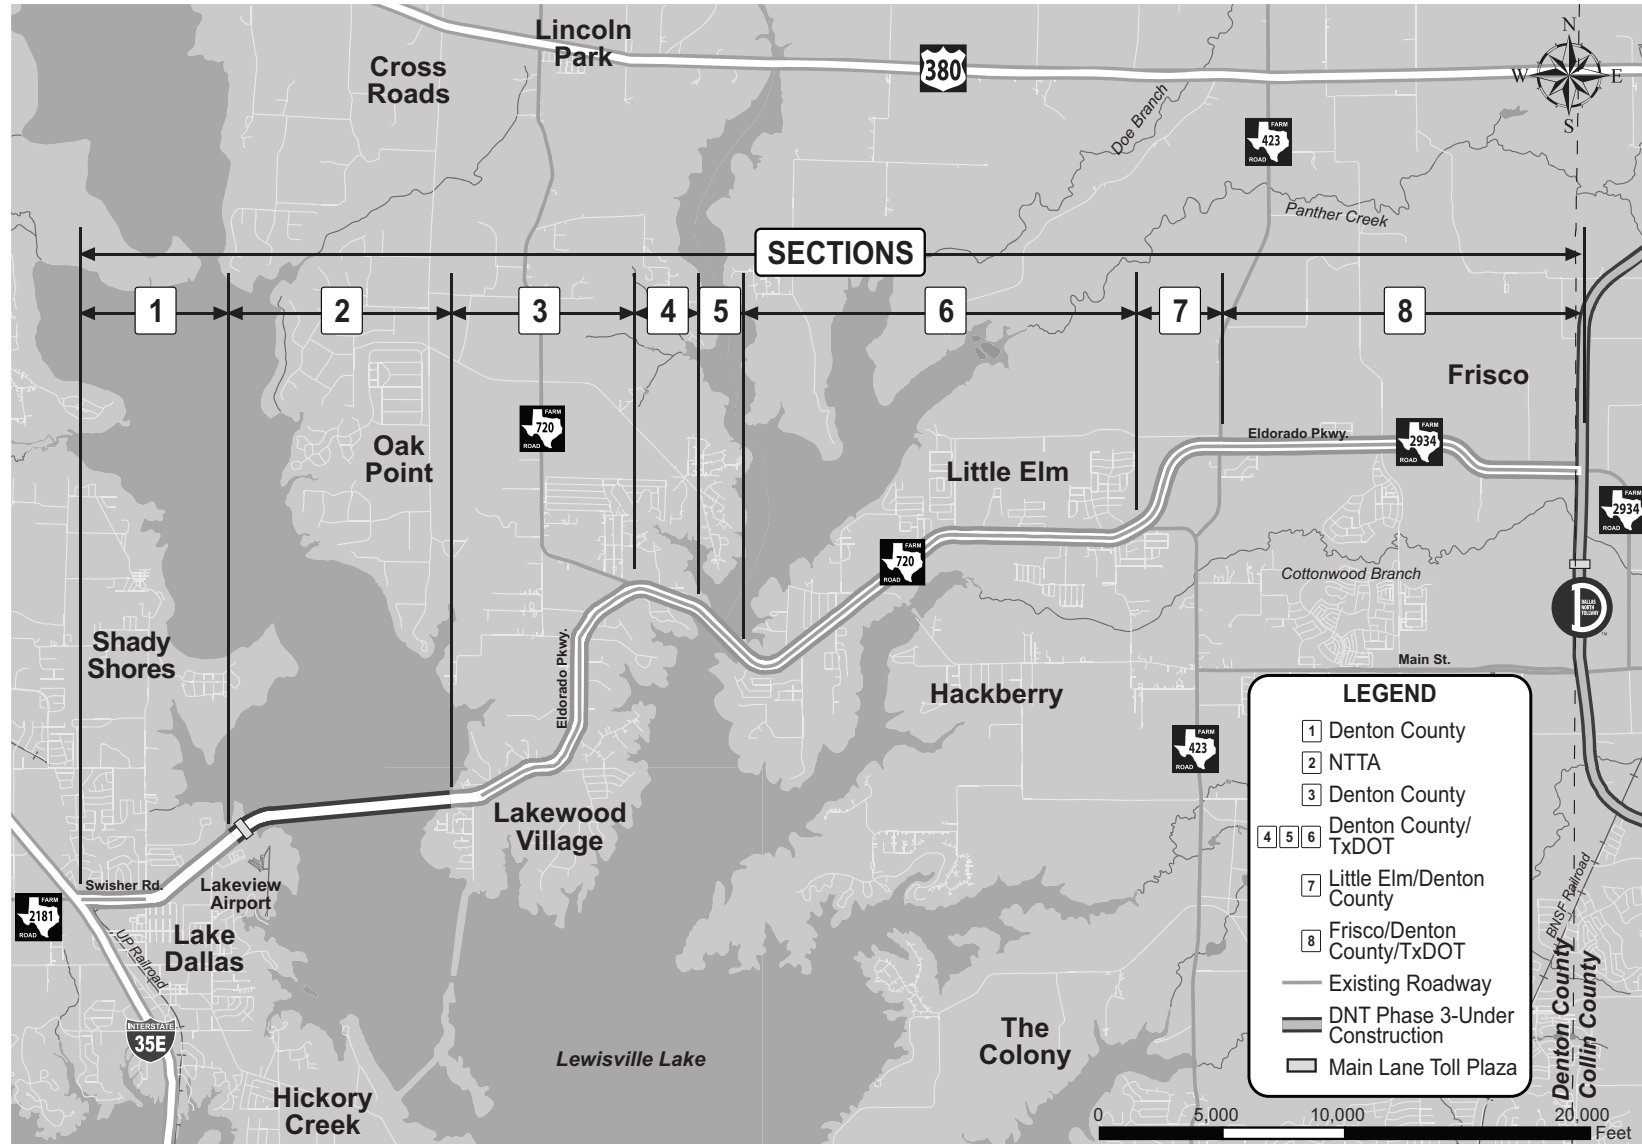 Lincoln
Park
Cross
Roads
380
N
W
E
S
Doe Branch
FARM
423
ROAD
Panther Creek
SECTIONS
1
2
3
4
5
6
7
8
Frisco
FARM
720
ROAD
Oak
Point
Eldorado Pkwy.
FARM
2934
ROAD
Little Elm
FARM
2934
ROAD
FARM
720
ROAD
Cottonwood Branch
DALLAS
NORTH
TOLLWAY
TM
Shady
Shores
Eldorado Pkwy.
Main St.
Hackberry
FARM
423
ROAD
Lakewood
Village
Swisher Rd.
Lakeview
Airport
FARM
2181
ROAD
Lake
Dallas
UP Railroad
INTERSTATE
35E
Lewisville Lake
The
Colony
Hickory
Creek
LEGEND
1 Denton County
2 NTTA
3 Denton County
4 5 6 Denton County/
TxDOT
7 Little Elm/Denton
County
8 Frisco/Denton
County/TxDOT
Existing Roadway
DNT Phase 3-Under
Construction
Main Lane Toll Plaza
BNSF Railroad
Denton County
Collin County
0 5,000 10,000 20,000
Feet